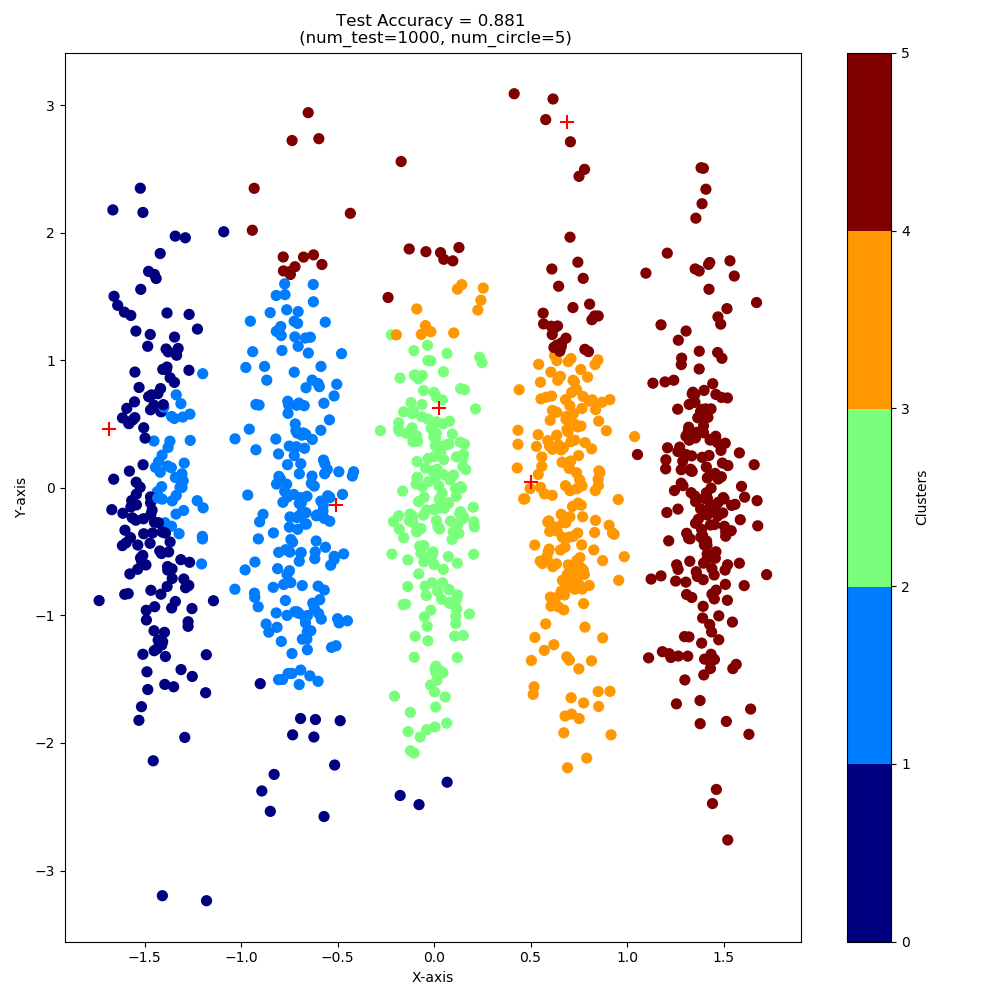 Test Accuracy = 0.881
(num_test=1000, num_circle=5)
Y-axis
3
2
1
0
−1
−2
−3
−1.5 −1.0 −0.5 0.0 0.5 1.0 1.5
X-axis
5
4
3
2
1
0
Clusters